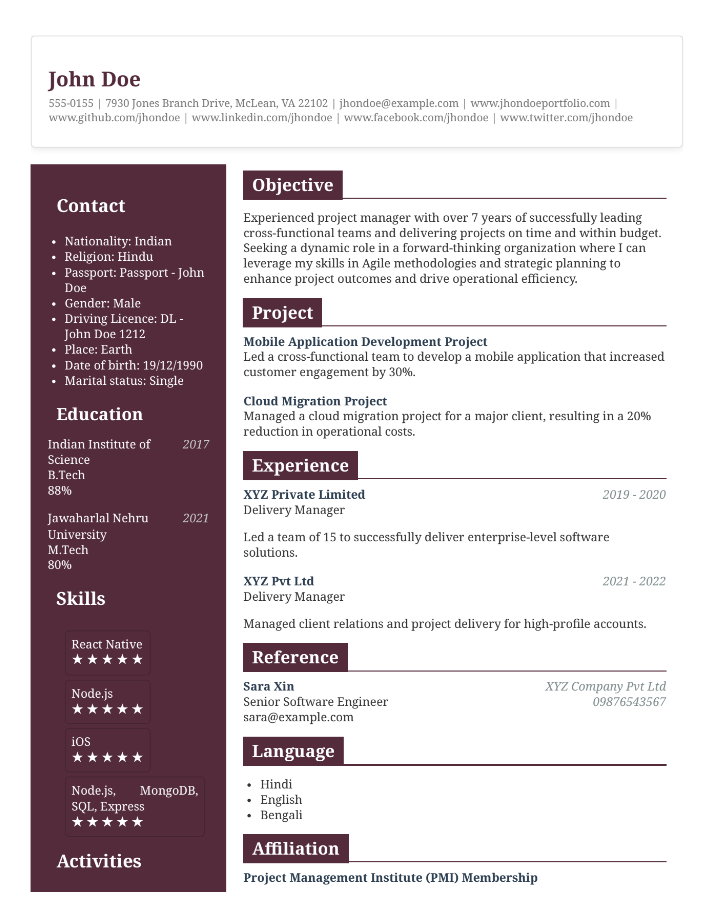 John Doe
555-0155 | 7930 Jones Branch Drive, McLean, VA 22102 | jhondoe@example.com | www.jhondoeportfolio.com |
www.github.com/jhondoe | www.linkedin.com/jhondoe | www.facebook.com/jhondoe | www.twitter.com/jhondoe
Contact
• Nationality: Indian
• Religion: Hindu
• Passport: Passport - John
Doe
• Gender: Male
• Driving Licence: DL -
John Doe 1212
• Place: Earth
• Date of birth: 19/12/1990
• Marital status: Single
Education
Indian Institute of 2017
Science
B.Tech
88%
Jawaharlal Nehru 2021
University
M.Tech
80%
Skills
React Native
★ ★ ★ ★ ★
Node.js
★ ★ ★ ★ ★
iOS
★ ★ ★ ★ ★
Node.js, MongoDB,
SQL, Express
★ ★ ★ ★ ★
Activities
Objective
Experienced project manager with over 7 years of successfully leading
cross-functional teams and delivering projects on time and within budget.
Seeking a dynamic role in a forward-thinking organization where I can
leverage my skills in Agile methodologies and strategic planning to
enhance project outcomes and drive operational efficiency.
Project
Mobile Application Development Project
Led a cross-functional team to develop a mobile application that increased
customer engagement by 30%.
Cloud Migration Project
Managed a cloud migration project for a major client, resulting in a 20%
reduction in operational costs.
Experience
XYZ Private Limited 2019 - 2020
Delivery Manager
Led a team of 15 to successfully deliver enterprise-level software
solutions.
XYZ Pvt Ltd 2021 - 2022
Delivery Manager
Managed client relations and project delivery for high-profile accounts.
Reference
Sara Xin XYZ Company Pvt Ltd
Senior Software Engineer 09876543567
sara@example.com
Language
• Hindi
• English
• Bengali
Affiliation
Project Management Institute (PMI) Membership